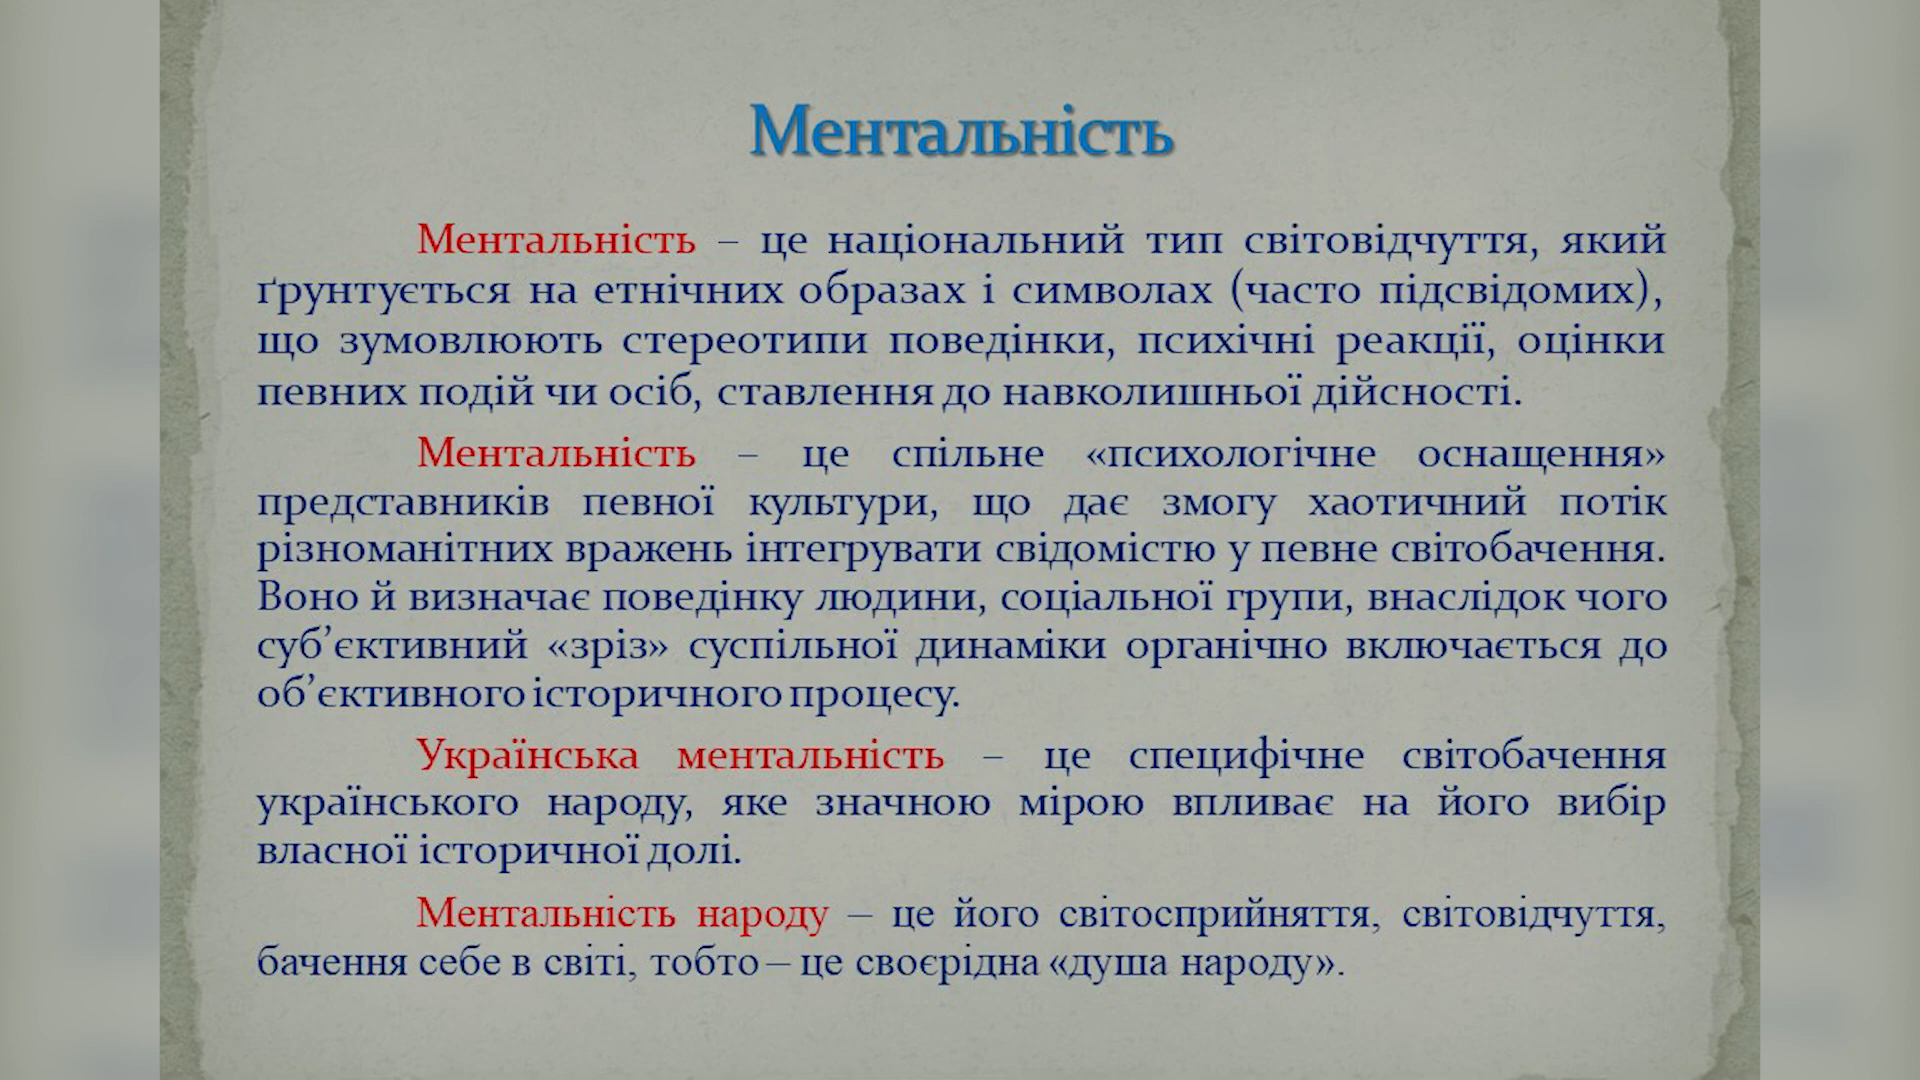 Ментальність
Ментальність – це національний тип світовідчуття, який
ґрунтується на етнічних образах і символах (часто підсвідомих),
що зумовлюють стереотипи поведінки, психічні реакції, оцінки
певних подій чи осіб, ставлення до навколишньої дійсності.
Ментальність – це спільне «психологічне оснащення»
представників певної культури, що дає змогу хаотичний потік
різноманітних вражень інтегрувати свідомістю у певне світобачення.
Воно й визначає поведінку людини, соціальної групи, внаслідок чого
суб’єктивний «зріз» суспільної динаміки органічно включається до
об’єктивного історичного процесу.
Українська ментальність – це специфічне світобачення
українського народу, яке значною мірою впливає на його вибір
власної історичної долі.
Ментальність народу – це його світосприйняття, світовідчуття,
бачення себе в світі, тобто – це своєрідна «душа народу».